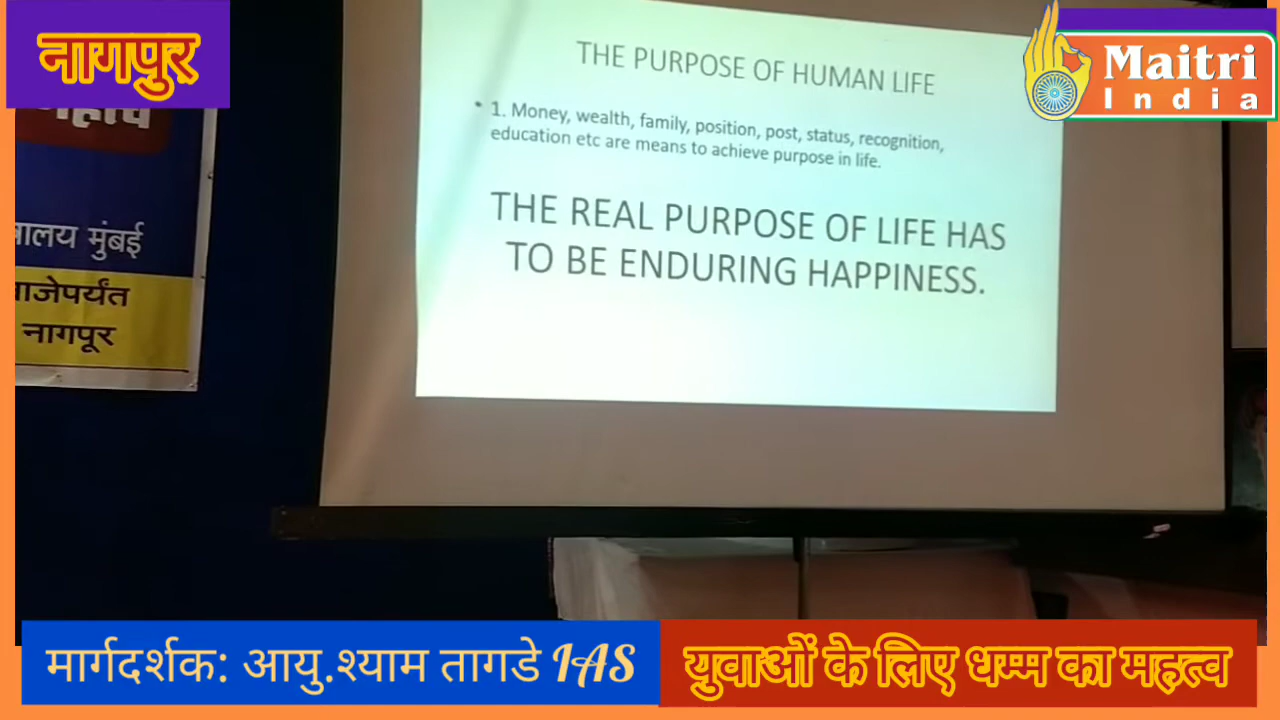 नागपुर
Maitri
India
THE PURPOSE OF HUMAN LIFE
• 1. Money, wealth, family, position, post, status, recognition,
education etc are means to achieve purpose in life.
THE REAL PURPOSE OF LIFE HAS
TO BE ENDURING HAPPINESS.
मुंबई
नागपूर
मार्गदर्शक: आयु.श्याम तागडे IAS
युवाओं के लिए धम्म का महत्व